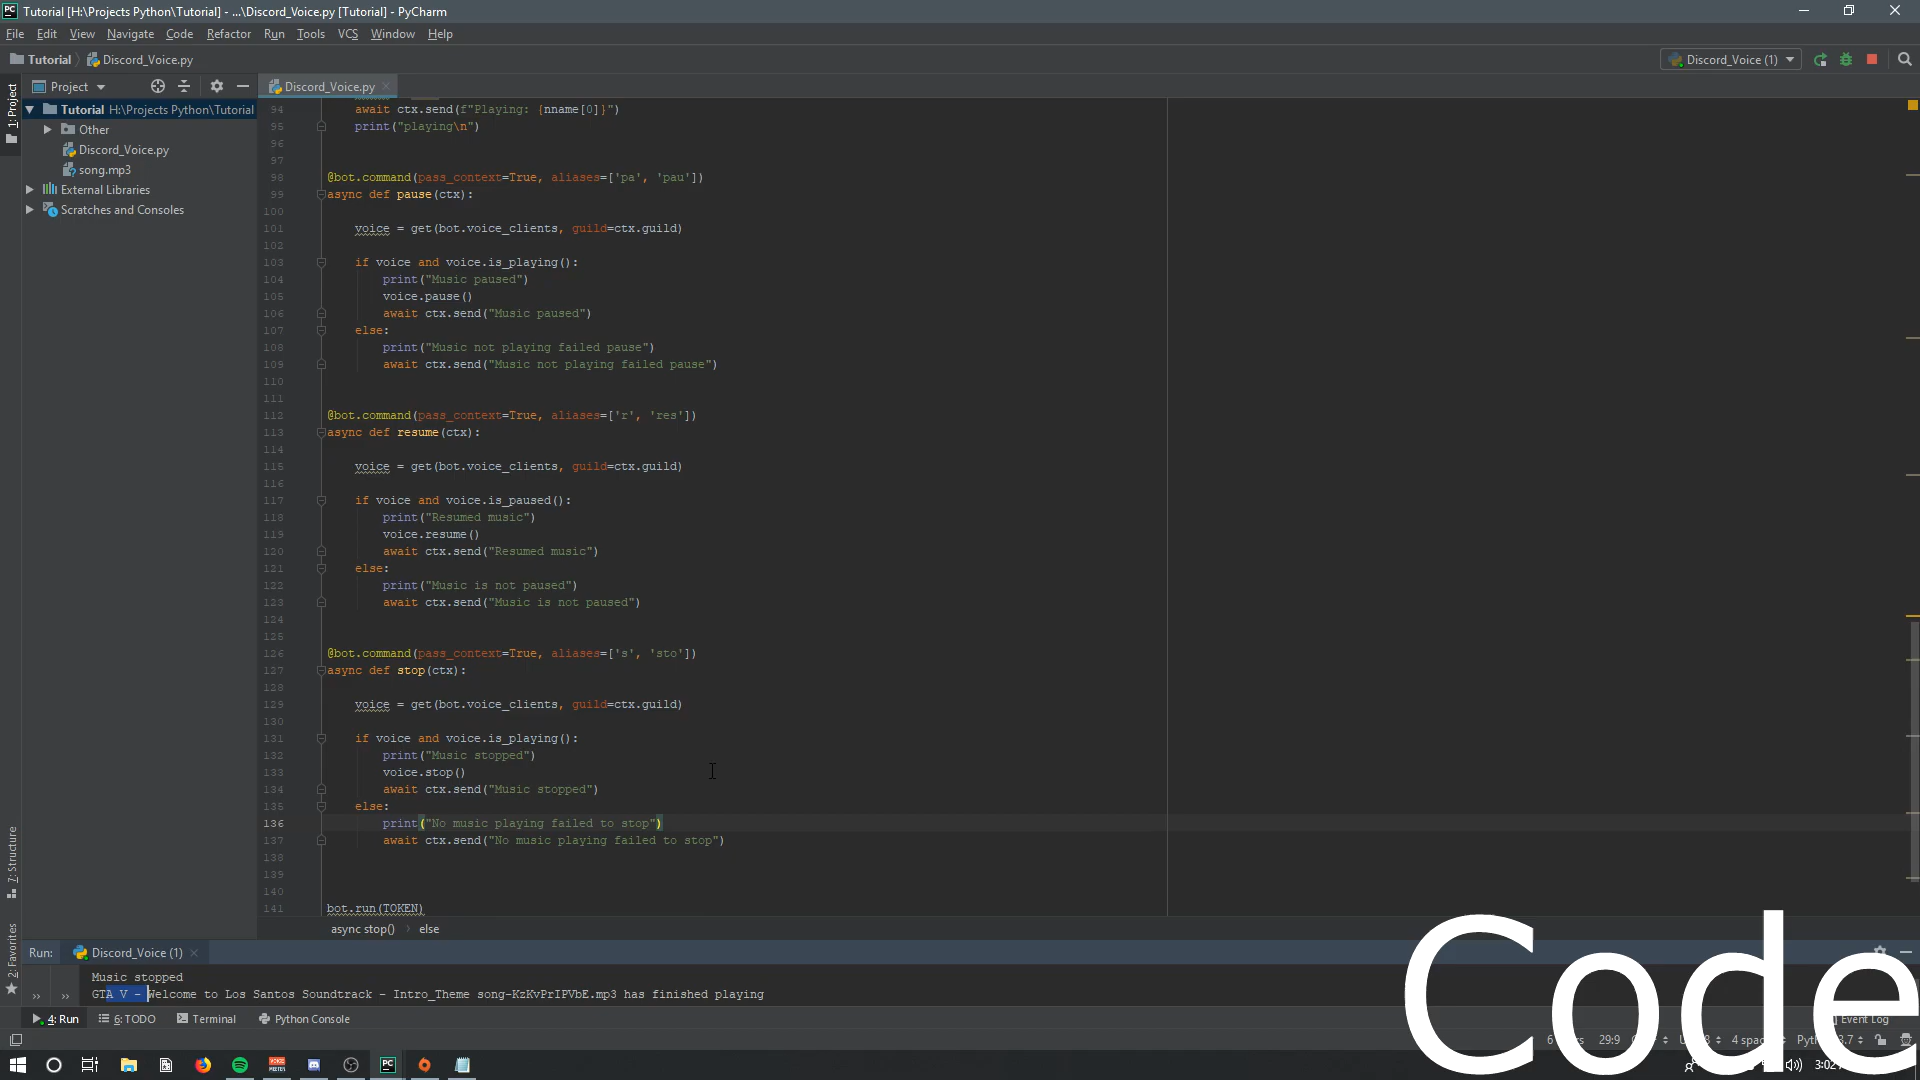 Tutorial [H:\Projects Python\Tutorial] - ...\Discord_Voice.py [Tutorial] - PyCharm
File Edit View Navigate Code Refactor Run Tools VCS Window Help
Tutorial Discord_Voice.py
Discord_Voice (1)
Project
Discord_Voice.py
1: Project
Tutorial H:\Projects Python\Tutorial
Other
Discord_Voice.py
song.mp3
External Libraries
Scratches and Consoles
94 await ctx.send(f"Playing: {nname[0]}")
95 print("playing\n")
96
97
98 @bot.command(pass_context=True, aliases=['pa', 'pau'])
99 async def pause(ctx):
100
101 voice = get(bot.voice_clients, guild=ctx.guild)
102
103 if voice and voice.is_playing():
104 print("Music paused")
105 voice.pause()
106 await ctx.send("Music paused")
107 else:
108 print("Music not playing failed pause")
109 await ctx.send("Music not playing failed pause")
110
111
112 @bot.command(pass_context=True, aliases=['r', 'res'])
113 async def resume(ctx):
114
115 voice = get(bot.voice_clients, guild=ctx.guild)
116
117 if voice and voice.is_paused():
118 print("Resumed music")
119 voice.resume()
120 await ctx.send("Resumed music")
121 else:
122 print("Music is not paused")
123 await ctx.send("Music is not paused")
124
125
126 @bot.command(pass_context=True, aliases=['s', 'sto'])
127 async def stop(ctx):
128
129 voice = get(bot.voice_clients, guild=ctx.guild)
130
131 if voice and voice.is_playing():
132 print("Music stopped")
133 voice.stop()
134 await ctx.send("Music stopped")
135 else:
136 print("No music playing failed to stop")
137 await ctx.send("No music playing failed to stop")
138
139
140
141 bot.run(TOKEN)
async stop() else
7: Structure
2: Favorites
Run: Discord_Voice (1)
Music stopped
GTA V - Welcome to Los Santos Soundtrack - Intro_Theme song-KzKvPrIPVbE.mp3 has finished playing
4: Run 6: TODO Terminal Python Console
Event Log
29:9 4
Code